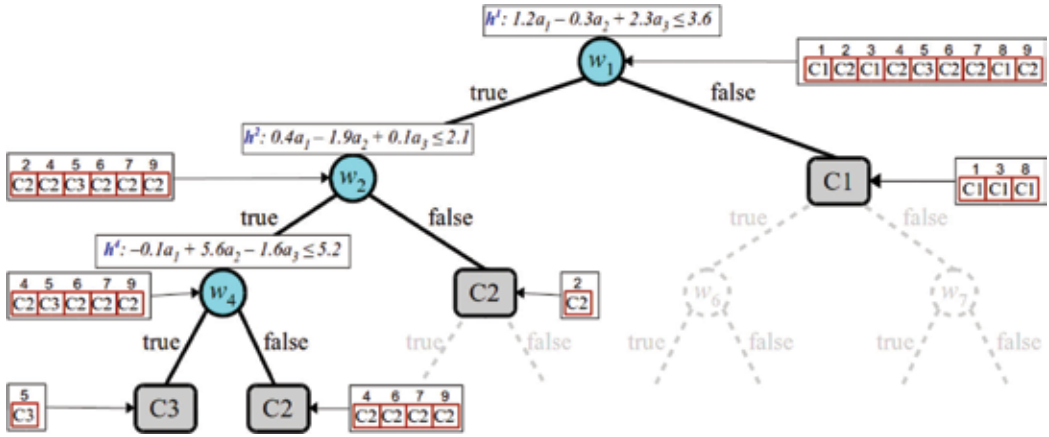 h¹: 1.2a₁ – 0.3a₂ + 2.3a₃ ≤ 3.6
w₁
1 2 3 4 5 6 7 8 9
C1 C2 C1 C2 C3 C2 C2 C1 C2
true
false
h²: 0.4a₁ – 1.9a₂ + 0.1a₃ ≤ 2.1
2 4 5 6 7 9
C2 C2 C3 C2 C2 C2
w₂
C1
1 3 8
C1 C1 C1
true
false
true
false
h⁴: –0.1a₁ + 5.6a₂ – 1.6a₃ ≤ 5.2
4 5 6 7 9
C2 C3 C2 C2 C2
w₄
C2
2
C2
w₆
w₇
true
false
true
false
true
false
true
false
5
C3
C3
C2
4 6 7 9
C2 C2 C2 C2